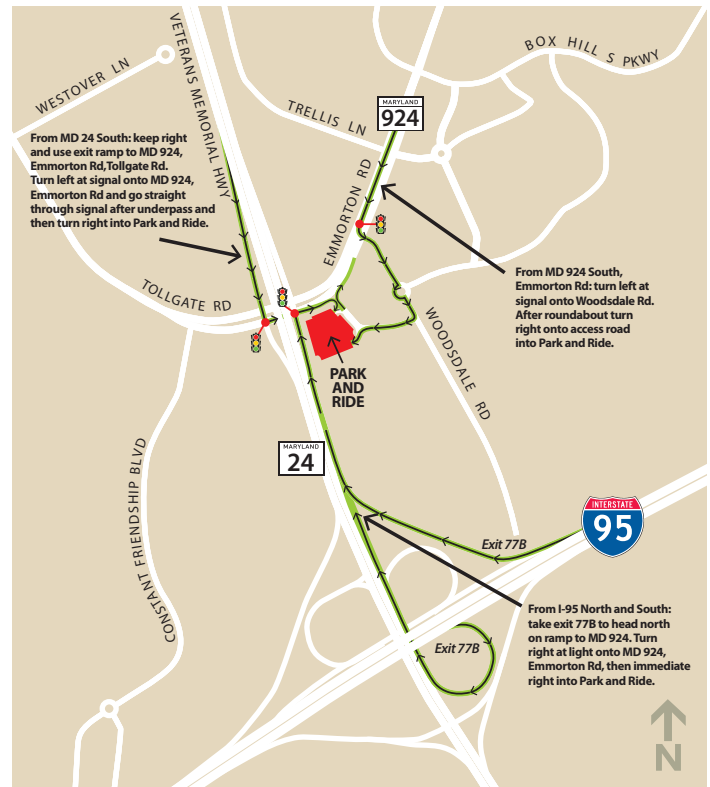 VETERANS MEMORIAL HWY
WESTOVER LN
BOX HILL S PKWY
TRELLIS LN
MARYLAND
924
From MD 24 South: keep right
and use exit ramp to MD 924,
Emmorton Rd,Tollgate Rd.
Turn left at signal onto MD 924,
Emmorton Rd and go straight
through signal after underpass and
then turn right into Park and Ride.
EMMORTON RD
From MD 924 South,
Emmorton Rd: turn left at
signal onto Woodsdale Rd.
After roundabout turn
right onto access road
into Park and Ride.
TOLLGATE RD
WOODSDALE RD
PARK
AND
RIDE
MARYLAND
24
CONSTANT FRIENDSHIP BLVD
INTERSTATE
95
Exit 77B
From I-95 North and South:
take exit 77B to head north
on ramp to MD 924. Turn
right at light onto MD 924,
Emmorton Rd, then immediate
right into Park and Ride.
Exit 77B
N